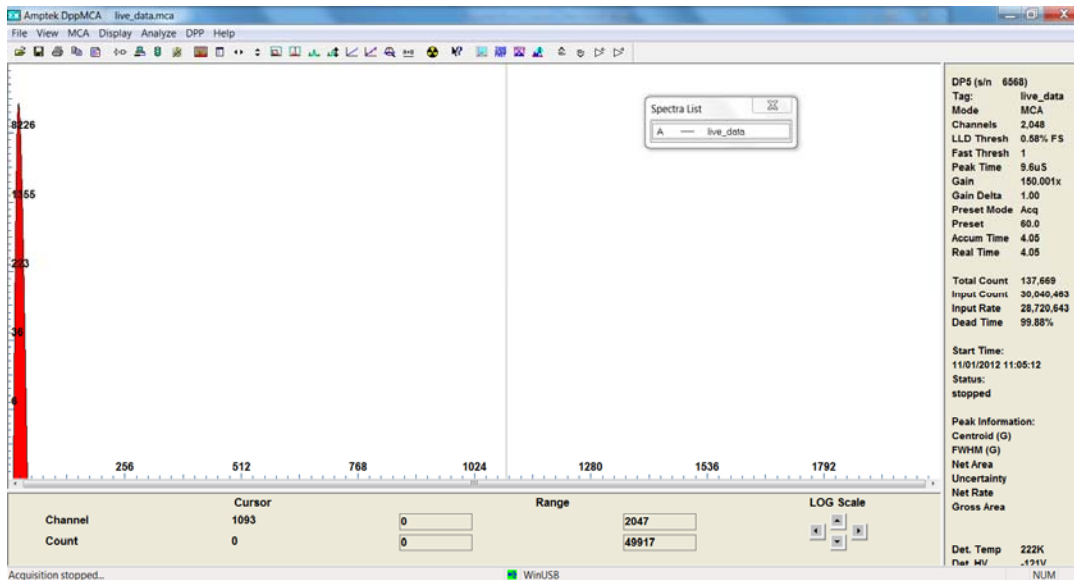 Amptek DppMCA live_data.mca
File View MCA Display Analyze DPP Help
8226
1355
223
36
6
256 512 768 1024 1280 1536 1792
Spectra List
A — live_data
DP5 (s/n 6568)
Tag: live_data
Mode MCA
Channels 2,048
LLD Thresh 0.58% FS
Fast Thresh 1
Peak Time 9.6uS
Gain 150.001x
Gain Delta 1.00
Preset Mode Acq
Preset 60.0
Accum Time 4.05
Real Time 4.05
Total Count 137,669
Input Count 30,040,463
Input Rate 28,720,643
Dead Time 99.88%
Start Time:
11/01/2012 11:05:12
Status:
stopped
Peak Information:
Centroid (G)
FWHM (G)
Net Area
Uncertainty
Net Rate
Gross Area
Det. Temp 222K
Det. HV -121V
Cursor Range LOG Scale
Channel 1093 0 2047
Count 0 0 49917
Acquisition stopped... WinUSB NUM